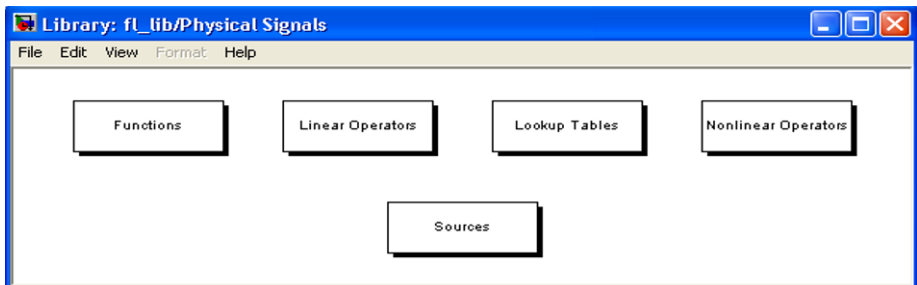 Library: fl_lib/Physical Signals
File Edit View Format Help
Functions Linear Operators Lookup Tables Nonlinear Operators
Sources